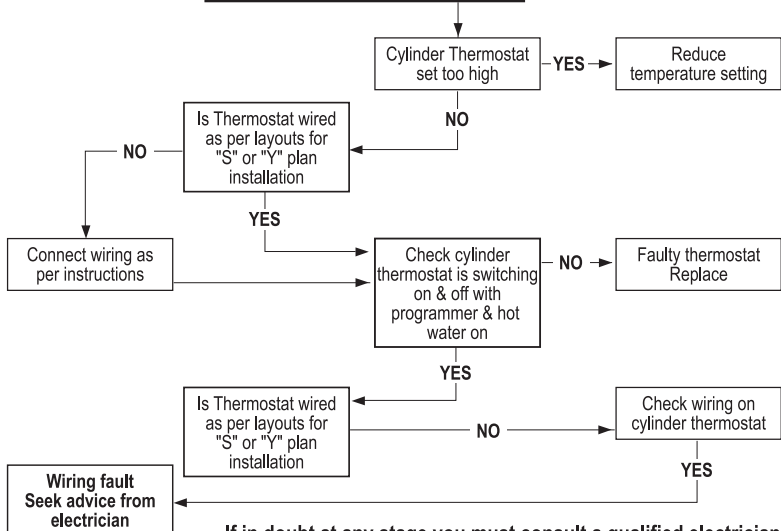 Cylinder Thermostat
set too high
YES
Reduce
temperature setting
NO
Is Thermostat wired
as per layouts for
"S" or "Y" plan
installation
NO
YES
Connect wiring as
per instructions
Check cylinder
thermostat is switching
on & off with
programmer & hot
water on
NO
Faulty thermostat
Replace
YES
Is Thermostat wired
as per layouts for
"S" or "Y" plan
installation
NO
Check wiring on
cylinder thermostat
YES
Wiring fault
Seek advice from
electrician
If in doubt at any stage you must consult a qualified electrician